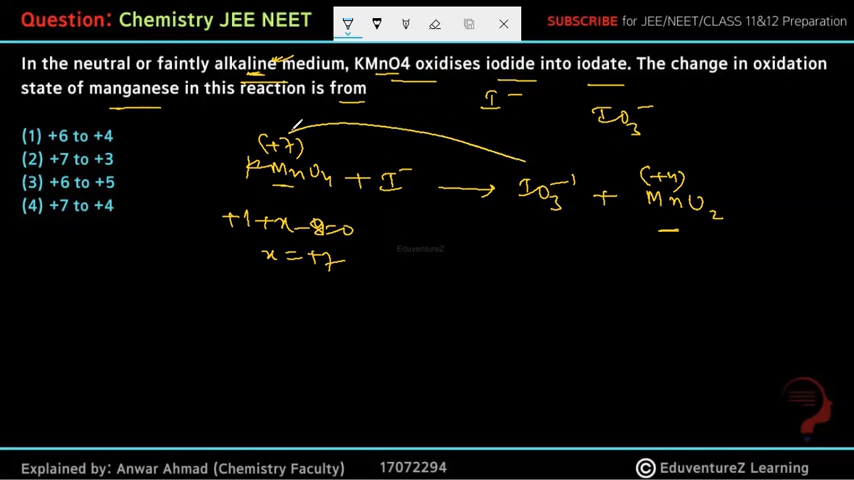 Question: Chemistry JEE NEET
SUBSCRIBE for JEE/NEET/CLASS 11&12 Preparation
In the neutral or faintly alkaline medium, KMnO4 oxidises iodide into iodate. The change in oxidation
state of manganese in this reaction is from
I⁻
IO₃⁻
(1) +6 to +4
(2) +7 to +3
(3) +6 to +5
(4) +7 to +4
(+7)
(+4)
KMnO₄ + I⁻ → IO₃⁻¹ + MnO₂
+1+x-8=0
x=+7
EduventureZ
Explained by: Anwar Ahmad (Chemistry Faculty)
17072294
© EduventureZ Learning